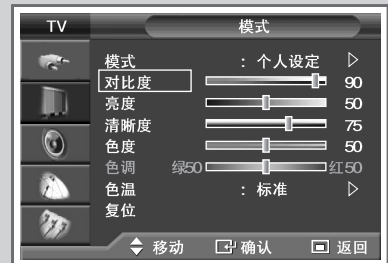 TV 模式
模式 : 个人设定
对比度 90
亮度 50
清晰度 75
色度 50
色调 绿50 红50
色温 : 标准
复位
移动 确认 返回